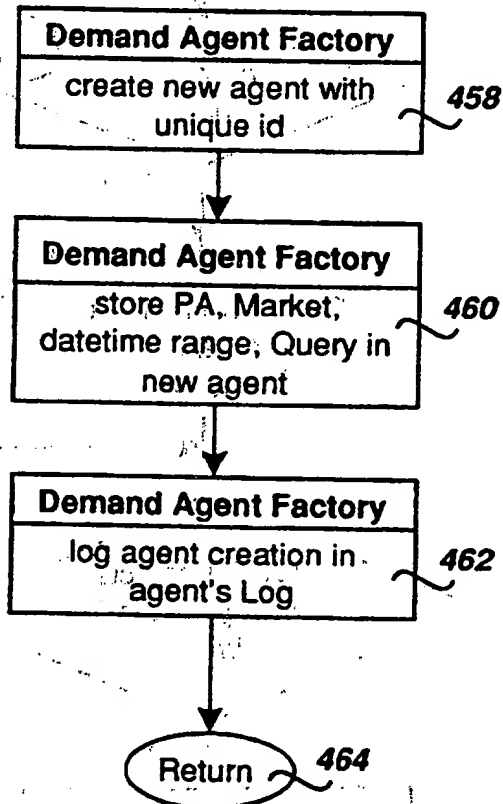 Demand Agent Factory
create new agent with
unique id
458
Demand Agent Factory
store PA, Market,
datetime range, Query in
new agent
460
Demand Agent Factory
log agent creation in
agent's Log
462
Return
464